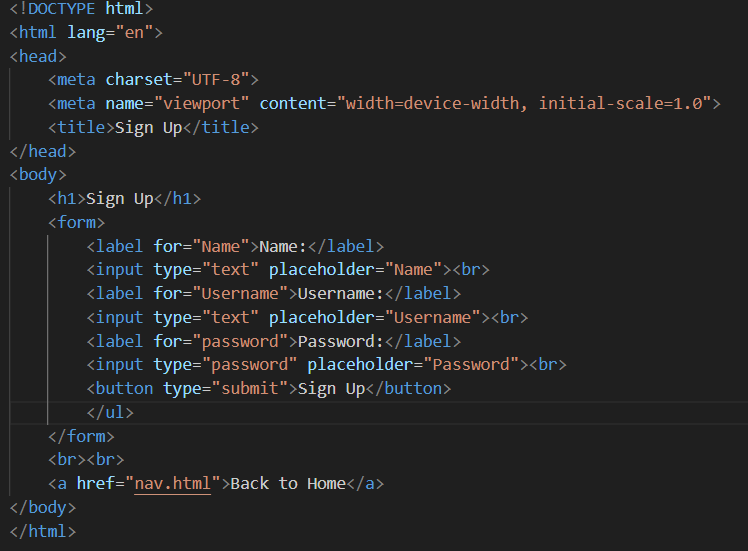 <!DOCTYPE html>
<html lang="en">
<head>
    <meta charset="UTF-8">
    <meta name="viewport" content="width=device-width, initial-scale=1.0">
    <title>Sign Up</title>
</head>
<body>
    <h1>Sign Up</h1>
    <form>
        <label for="Name">Name:</label>
        <input type="text" placeholder="Name"><br>
        <label for="Username">Username:</label>
        <input type="text" placeholder="Username"><br>
        <label for="password">Password:</label>
        <input type="password" placeholder="Password"><br>
        <button type="submit">Sign Up</button>
        </ul>
    </form>
    <br><br>
    <a href="nav.html">Back to Home</a>
</body>
</html>